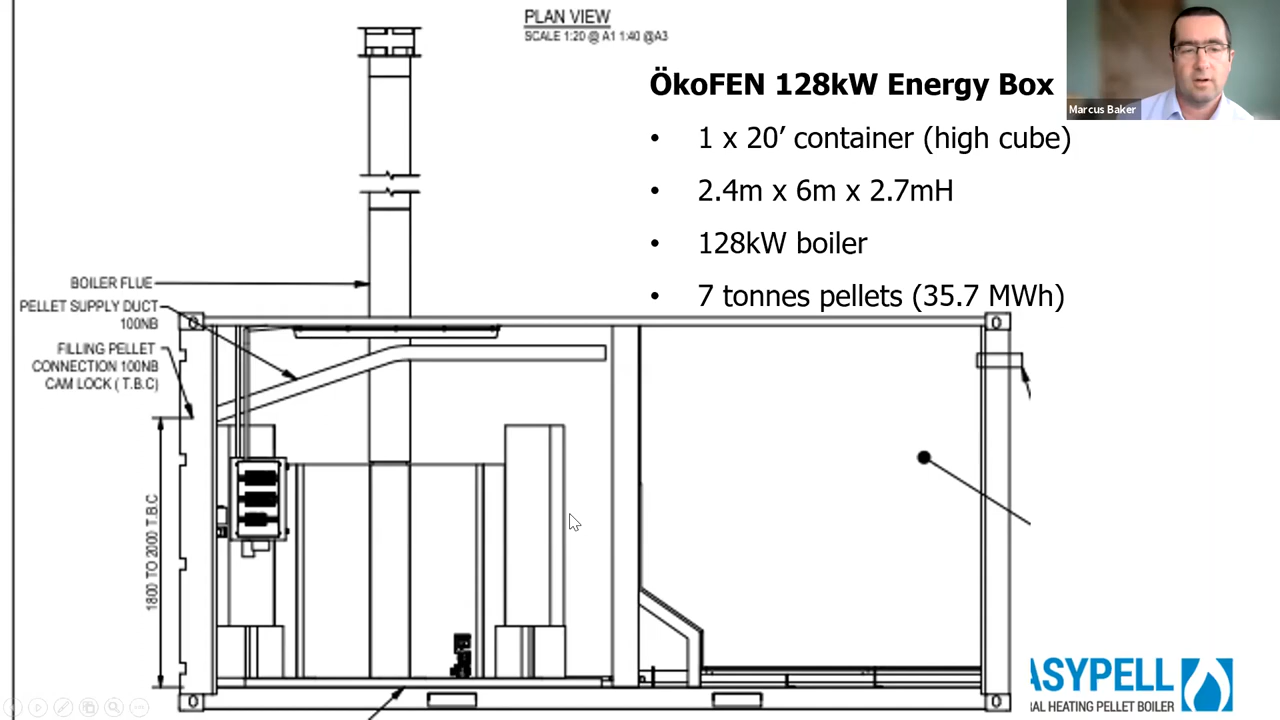 PLAN VIEW
SCALE 1:20 @ A1 1:40 @A3
ÖkoFEN 128kW Energy Box
Marcus Baker
• 1 x 20’ container (high cube)
• 2.4m x 6m x 2.7mH
• 128kW boiler
• 7 tonnes pellets (35.7 MWh)
BOILER FLUE
PELLET SUPPLY DUCT
100NB
FILLING PELLET
CONNECTION 100NB
CAM LOCK ( T.B.C)
1800 TO 2000 T.B.C
ASYPELL
RAL HEATING PELLET BOILER